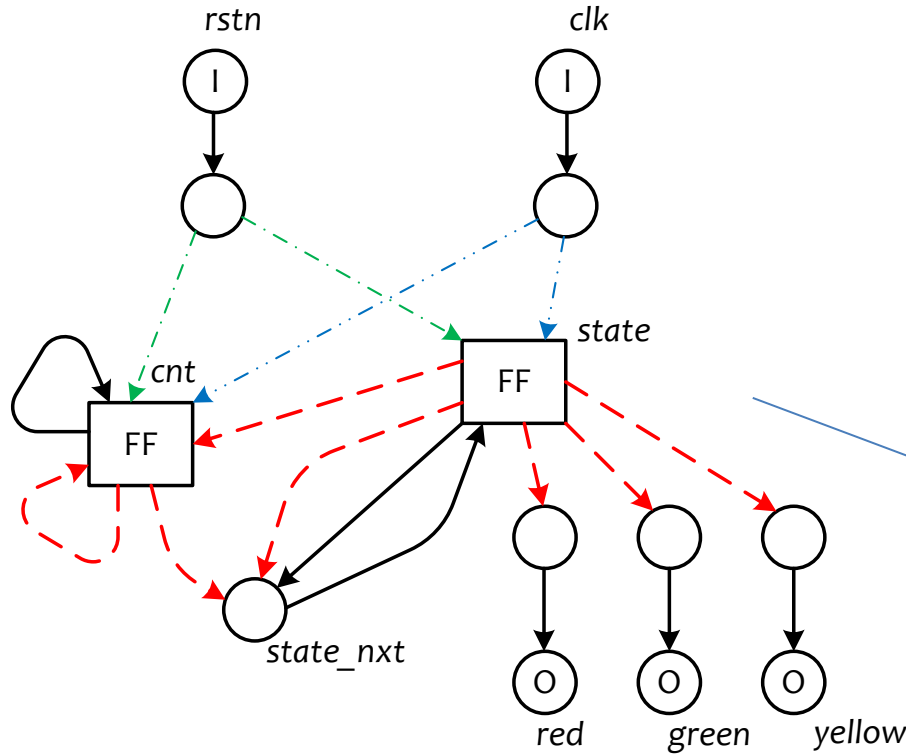 rstn
clk
I
I
state
cnt
FF
FF
state_nxt
O
O
O
red
green
yellow